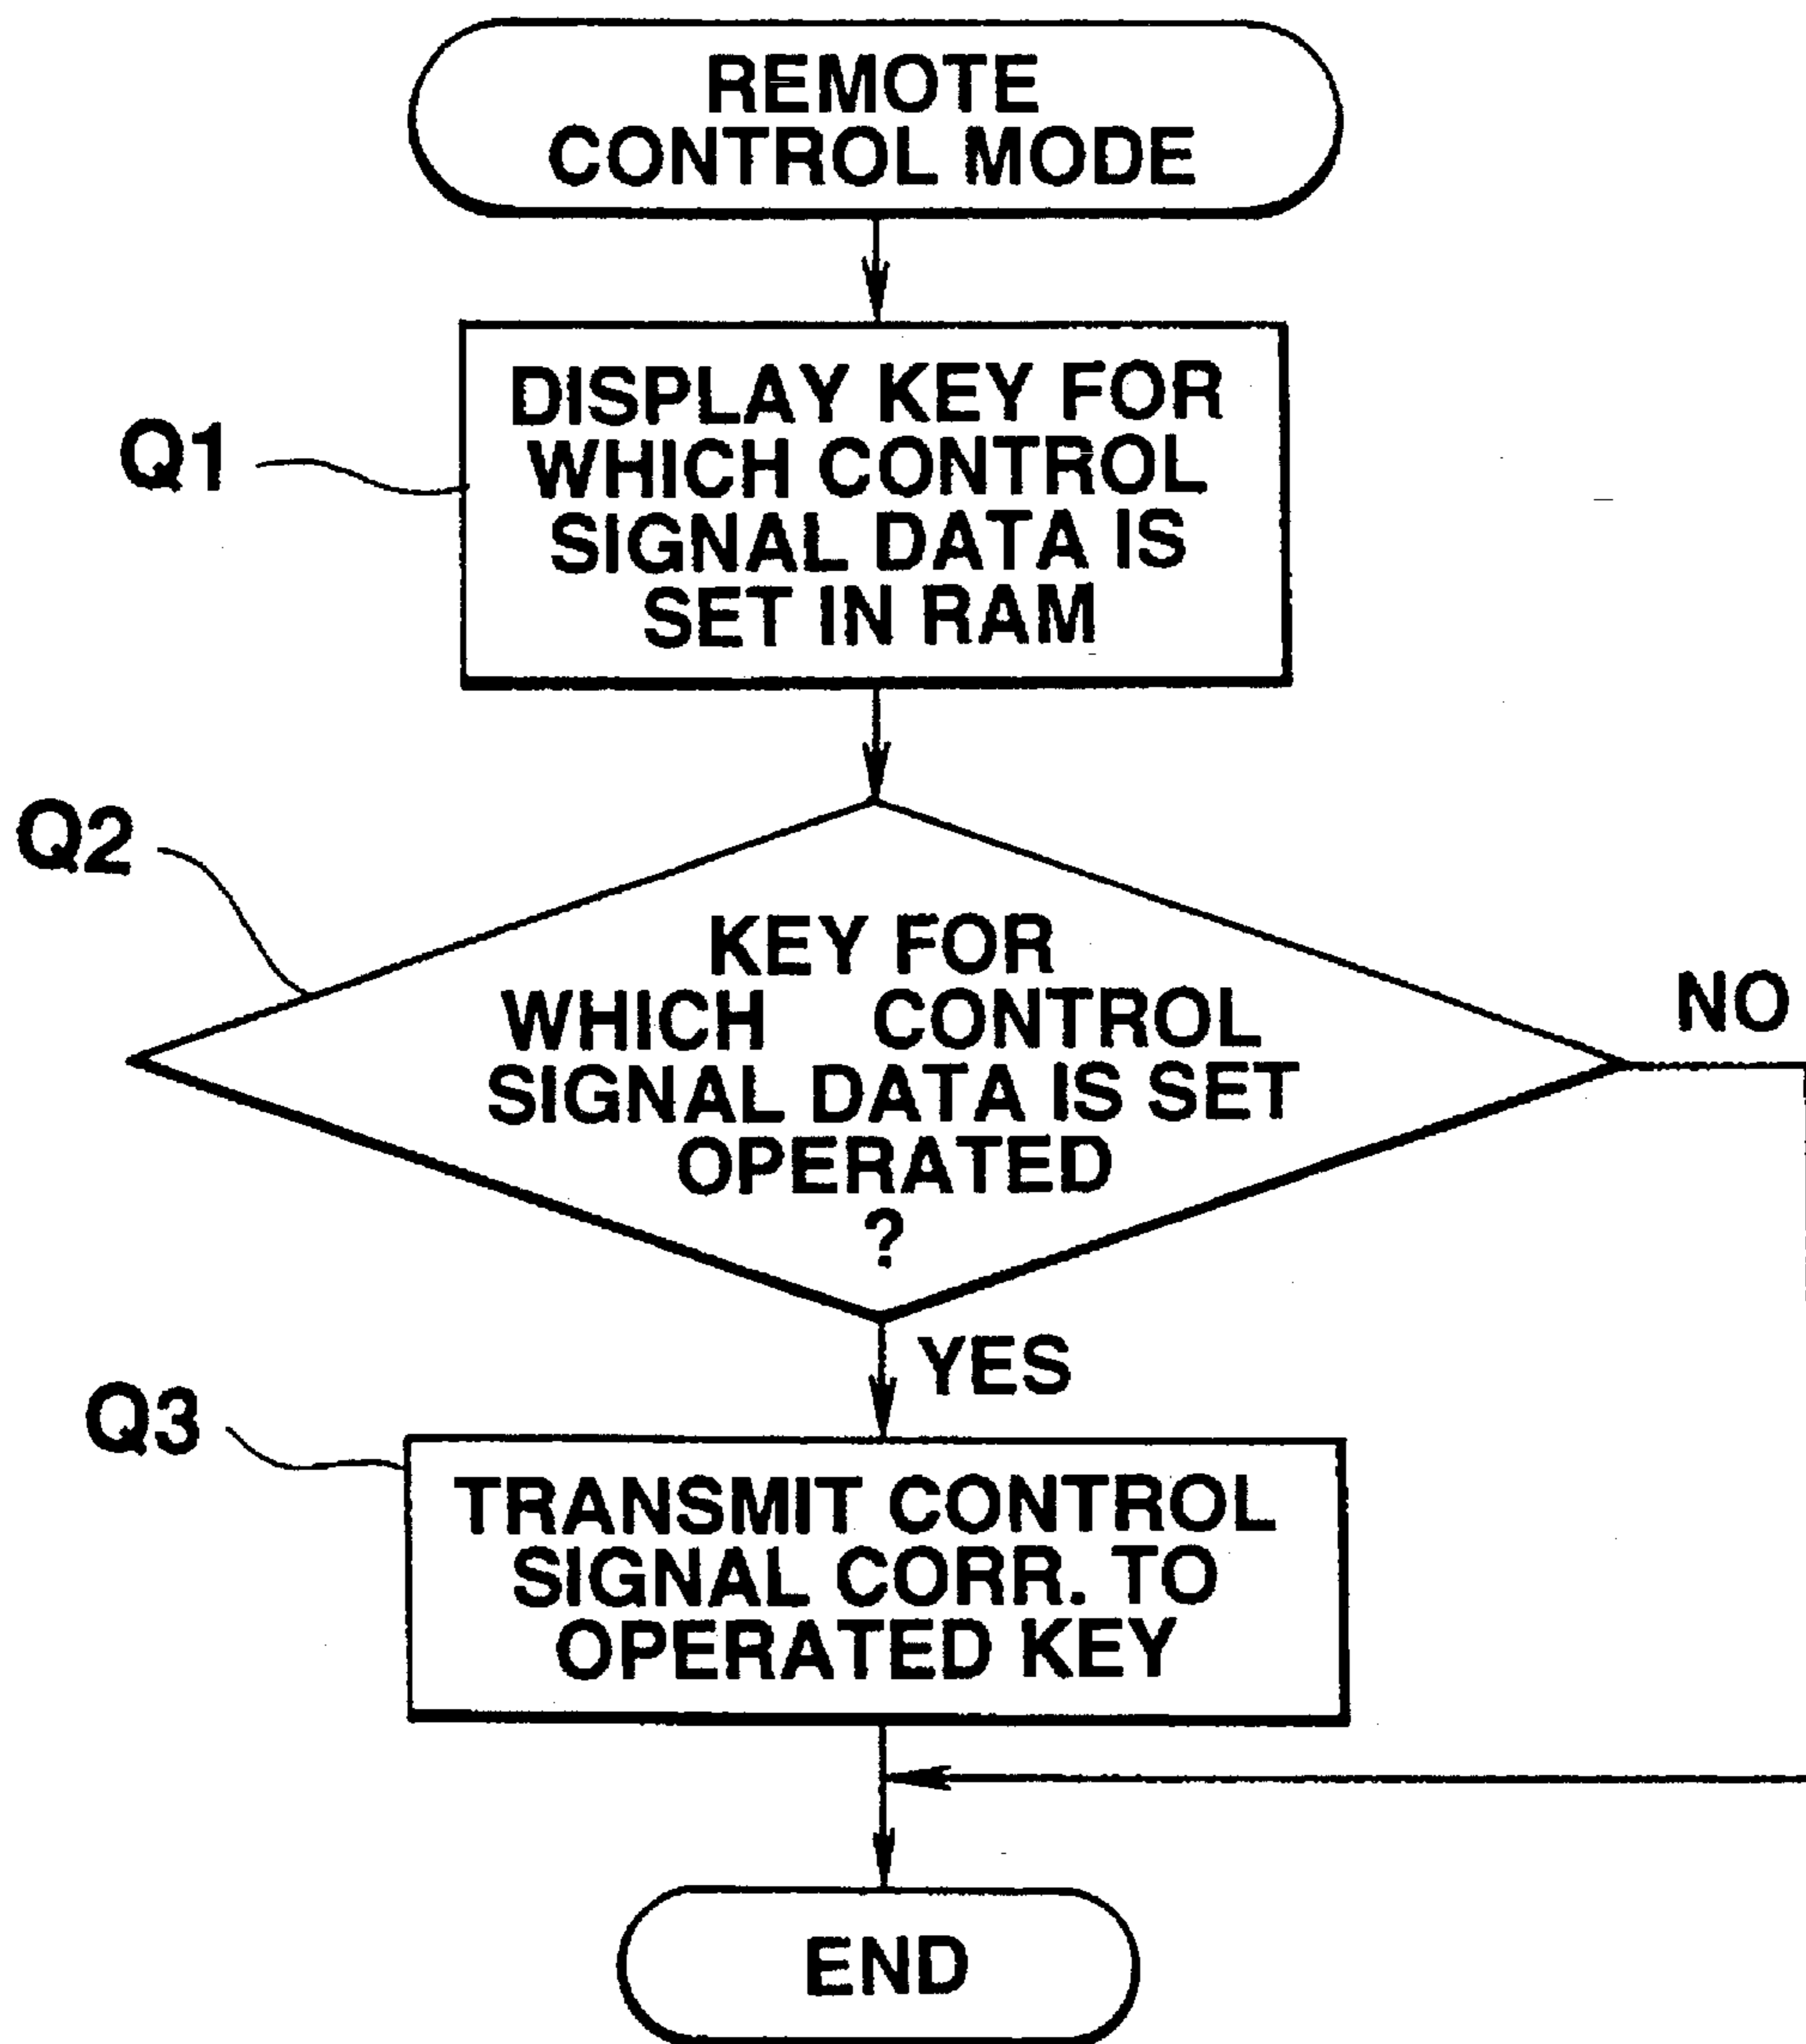 REMOTE
CONTROL MODE
Q1
DISPLAY KEY FOR
WHICH CONTROL
SIGNAL DATA IS
SET IN RAM
Q2
KEY FOR
WHICH CONTROL
SIGNAL DATA IS SET
OPERATED
?
NO
YES
Q3
TRANSMIT CONTROL
SIGNAL CORR. TO
OPERATED KEY
END